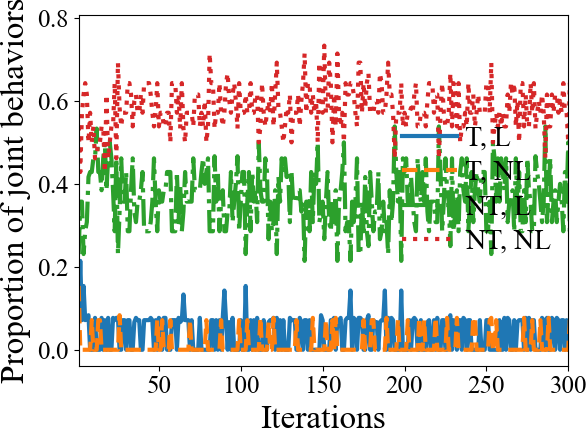 Proportion of joint behaviors
0.8
0.6
0.4
0.2
0.0
T, L
T, NL
NT, L
NT, NL
50
100
150
200
250
300
Iterations